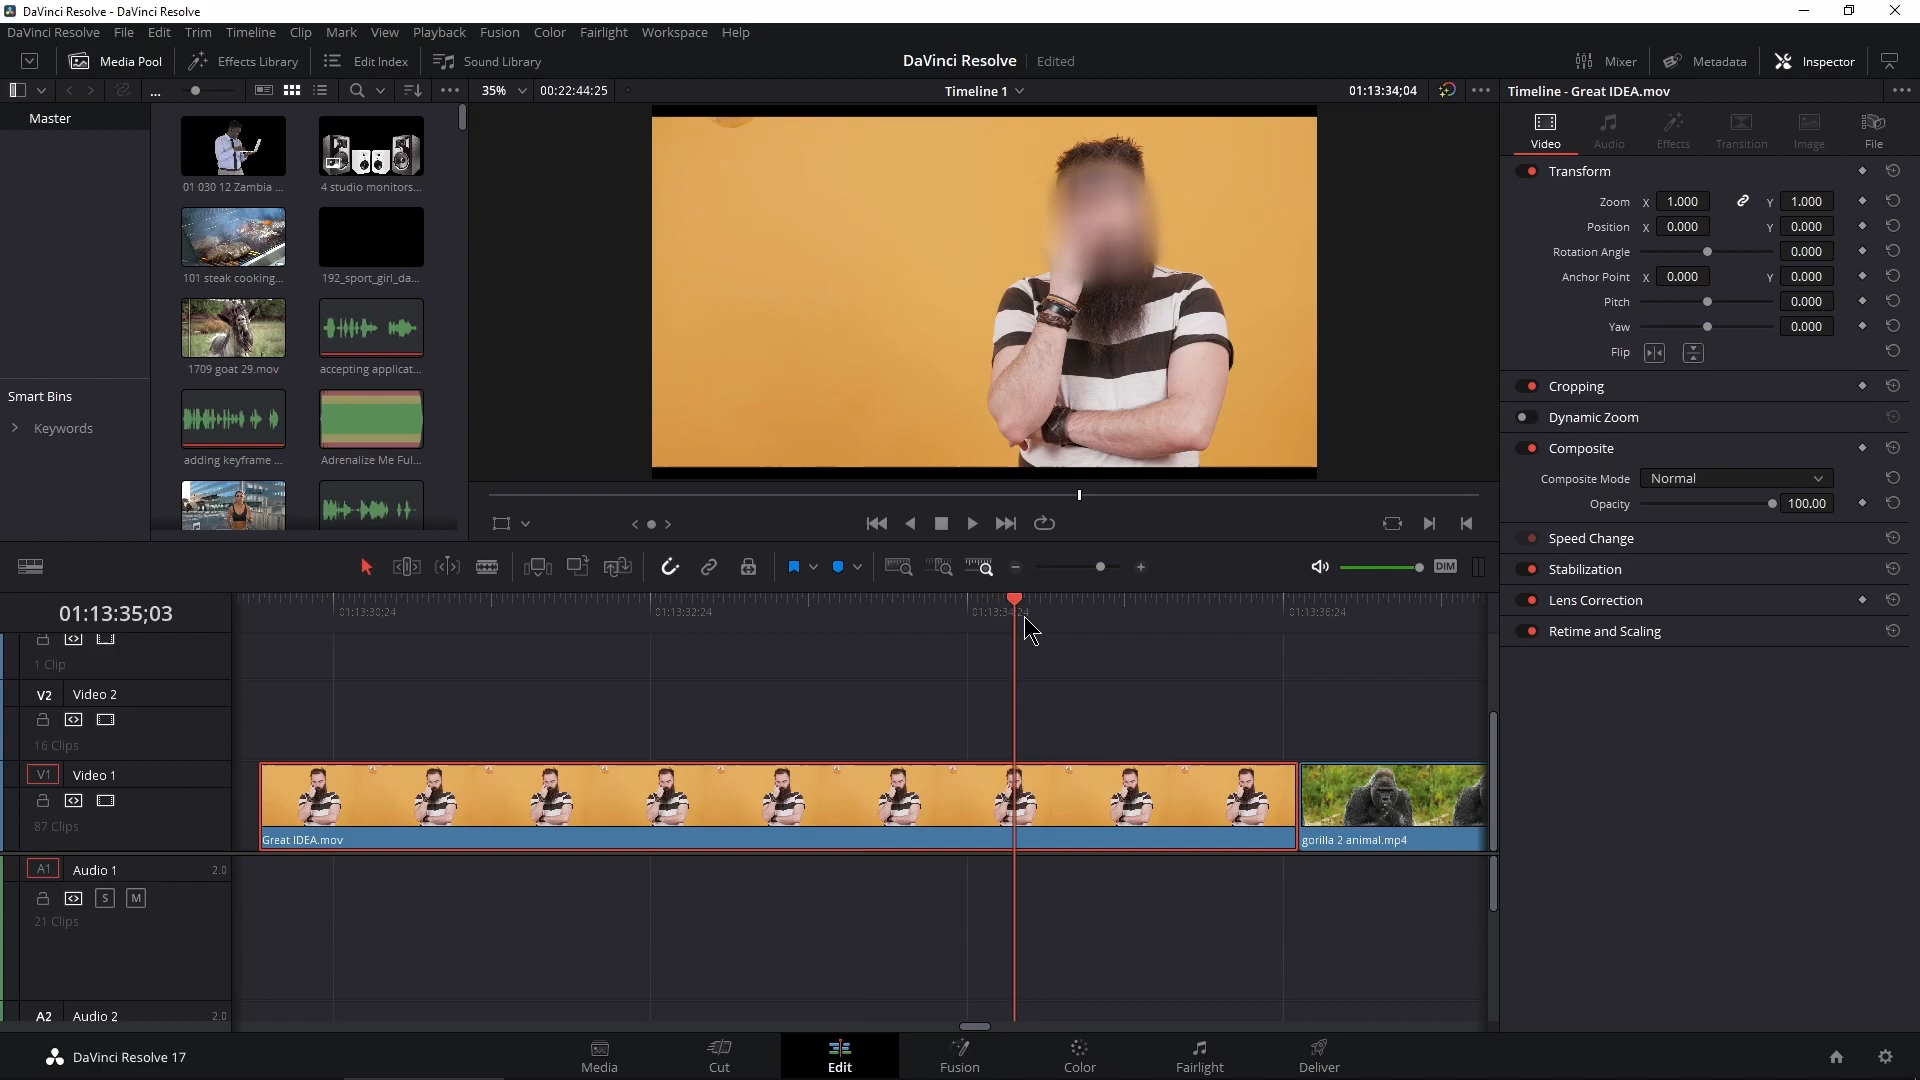 DaVinci Resolve - DaVinci Resolve
DaVinci Resolve File Edit Trim Timeline Clip Mark View Playback Fusion Color Fairlight Workspace Help
Media Pool Effects Library Edit Index Sound Library DaVinci Resolve Edited Mixer Metadata Inspector
... 35% 00:22:44:25 Timeline 1 01:13:34;04 Timeline - Great IDEA.mov
Master
01 030 12 Zambia ...
4 studio monitors...
101 steak cooking...
192_sport_girl_da...
1709 goat 29.mov
accepting applicat...
Smart Bins
Keywords
adding keyframe ...
Adrenalize Me Ful...
Video Audio Effects Transition Image File
Transform
Zoom X 1.000 Y 1.000
Position X 0.000 Y 0.000
Rotation Angle 0.000
Anchor Point X 0.000 Y 0.000
Pitch 0.000
Yaw 0.000
Flip
Cropping
Dynamic Zoom
Composite
Composite Mode Normal
Opacity 100.00
Speed Change
Stabilization
Lens Correction
Retime and Scaling
DIM
01:13:35;03
01:13:30;24 01:13:32;24 01:13:34;24 01:13:36;24
1 Clip
V2 Video 2
16 Clips
V1 Video 1
87 Clips
Great IDEA.mov
gorilla 2 animal.mp4
A1 Audio 1 2.0
S M
21 Clips
A2 Audio 2 2.0
DaVinci Resolve 17
Media Cut Edit Fusion Color Fairlight Deliver